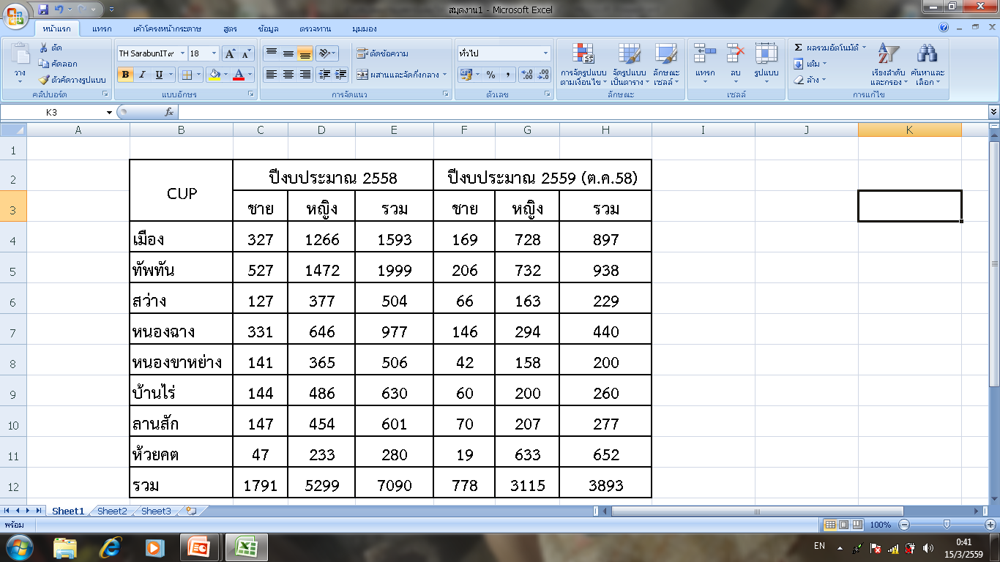 สมุดงาน1 - Microsoft Excel
หน้าแรก แทรก เค้าโครงหน้ากระดาษ สูตร ข้อมูล ตรวจทาน มุมมอง
วาง ตัด คัดลอก ตัวคัดวางรูปแบบ
TH SarabunIT๙ 18
B I U A A A
ตัดข้อความ
ผสานและจัดกึ่งกลาง
ทั่วไป
% ,
การจัดรูปแบบตามเงื่อนไข จัดรูปแบบเป็นตาราง ลักษณะเซลล์
แทรก ลบ รูปแบบ
Σ ผลรวมอัตโนมัติ
เติม
ล้าง
เรียงลำดับและกรอง ค้นหาและเลือก
คลิปบอร์ด แบบอักษร การจัดแนว ตัวเลข ลักษณะ เซลล์ การแก้ไข
K3 fx
A B C D E F G H I J K
1
2 CUP ปีงบประมาณ 2558 ปีงบประมาณ 2559 (ต.ค.58)
3 ชาย หญิง รวม ชาย หญิง รวม
4 เมือง 327 1266 1593 169 728 897
5 ทัพทัน 527 1472 1999 206 732 938
6 สว่าง 127 377 504 66 163 229
7 หนองฉาง 331 646 977 146 294 440
8 หนองขาหย่าง 141 365 506 42 158 200
9 บ้านไร่ 144 486 630 60 200 260
10 ลานสัก 147 454 601 70 207 277
11 ห้วยคต 47 233 280 19 633 652
12 รวม 1791 5299 7090 778 3115 3893
Sheet1 Sheet2 Sheet3
พร้อม 100%
EN 0:41
15/3/2559